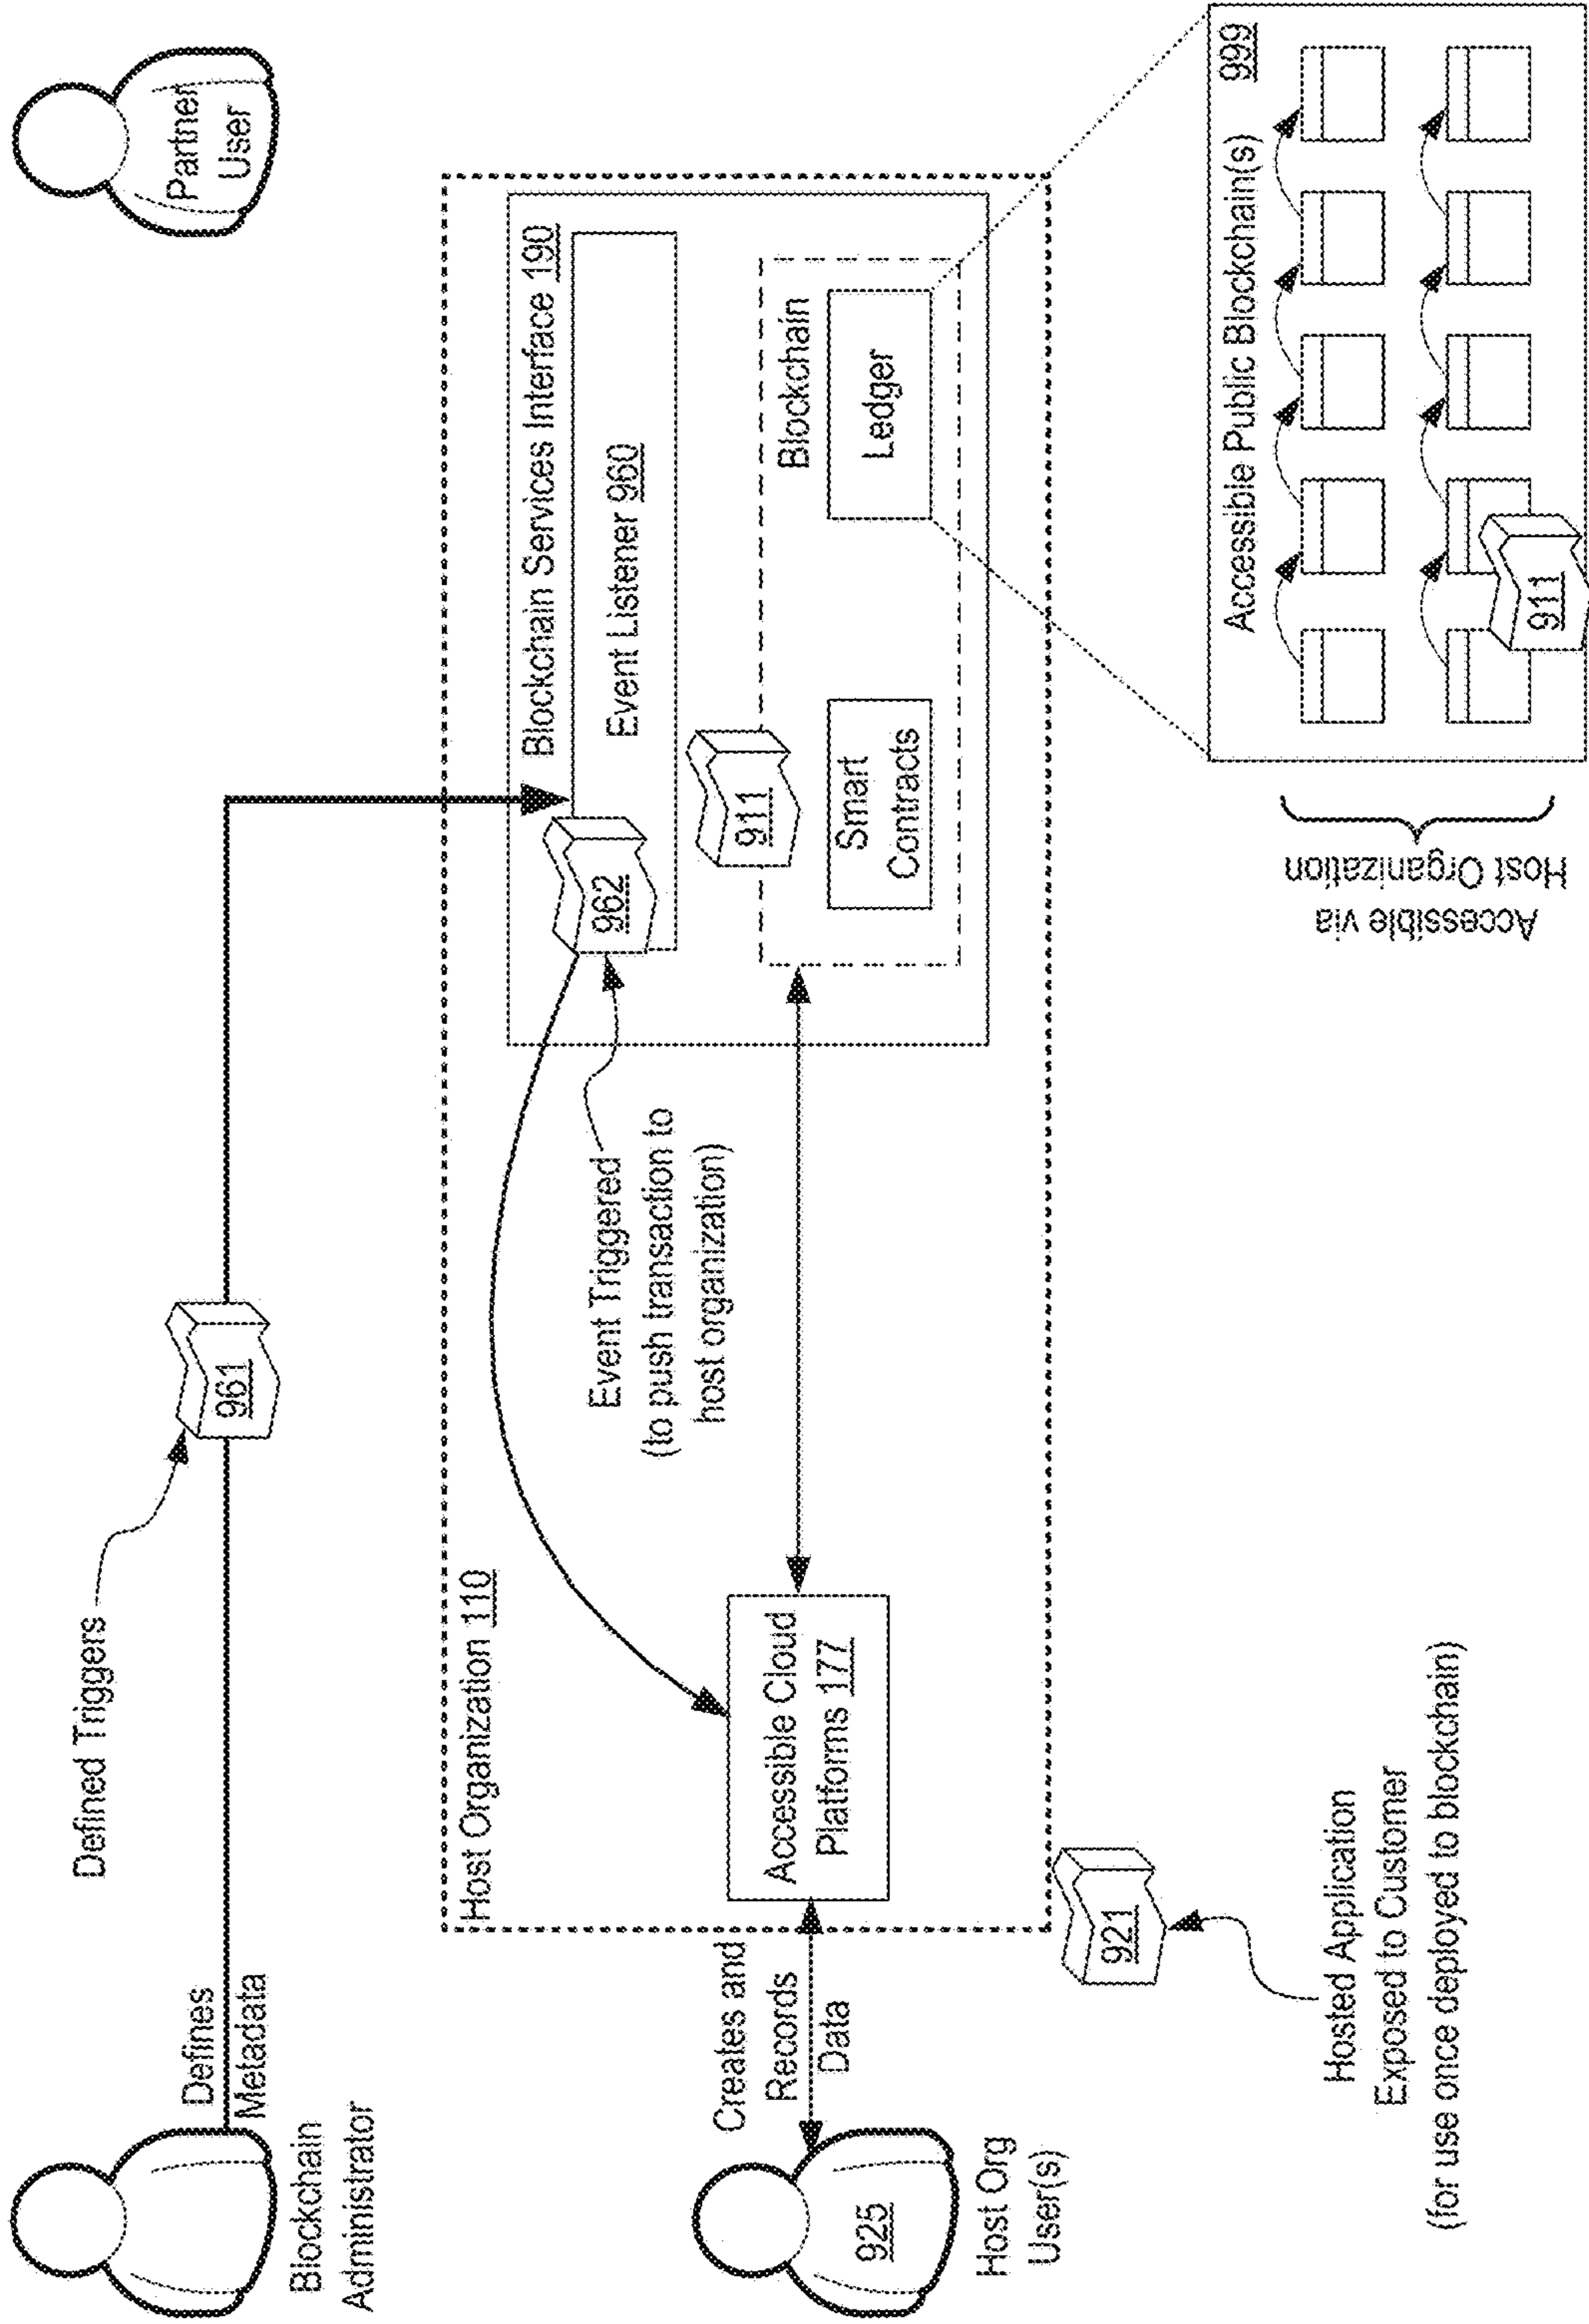 Blockchain
Administrator
Defines
Metadata
Defined Triggers
961
Partner
User
Host Organization 110
Blockchain Services Interface 190
Event Listener 960
962
Event Triggered
(to push transaction to
host organization)
911
Blockchain
Smart
Contracts
Ledger
Accessible Cloud
Platforms 177
Creates and
Records
Data
925
Host Org
User(s)
921
Hosted Application
Exposed to Customer
(for use once deployed to blockchain)
Accessible via
Host Organization
Accessible Public Blockchain(s) 999
911